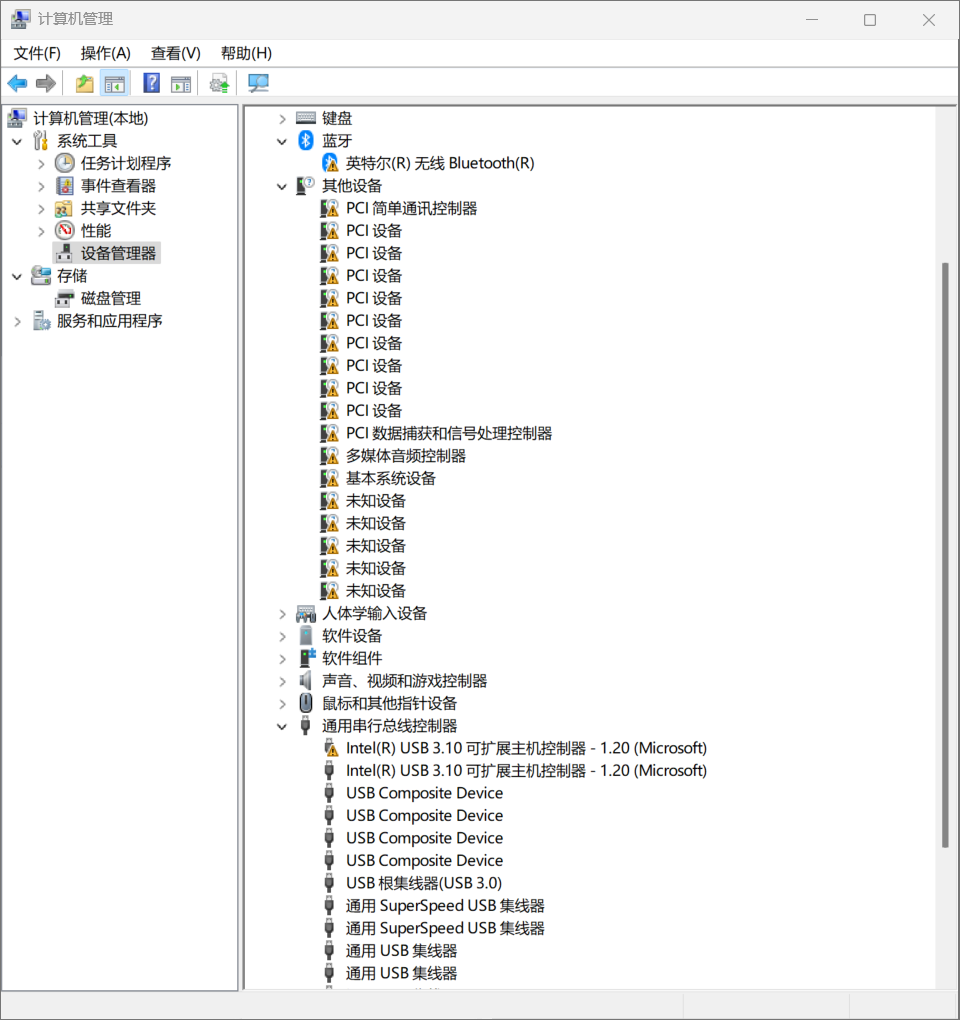 计算机管理
文件(F) 操作(A) 查看(V) 帮助(H)
计算机管理(本地)
系统工具
任务计划程序
事件查看器
共享文件夹
性能
设备管理器
存储
磁盘管理
服务和应用程序
键盘
蓝牙
英特尔(R) 无线 Bluetooth(R)
其他设备
PCI 简单通讯控制器
PCI 设备
PCI 设备
PCI 设备
PCI 设备
PCI 设备
PCI 设备
PCI 设备
PCI 设备
PCI 设备
PCI 数据捕获和信号处理控制器
多媒体音频控制器
基本系统设备
未知设备
未知设备
未知设备
未知设备
未知设备
人体学输入设备
软件设备
软件组件
声音、视频和游戏控制器
鼠标和其他指针设备
通用串行总线控制器
Intel(R) USB 3.10 可扩展主机控制器 - 1.20 (Microsoft)
Intel(R) USB 3.10 可扩展主机控制器 - 1.20 (Microsoft)
USB Composite Device
USB Composite Device
USB Composite Device
USB Composite Device
USB 根集线器(USB 3.0)
通用 SuperSpeed USB 集线器
通用 SuperSpeed USB 集线器
通用 USB 集线器
通用 USB 集线器